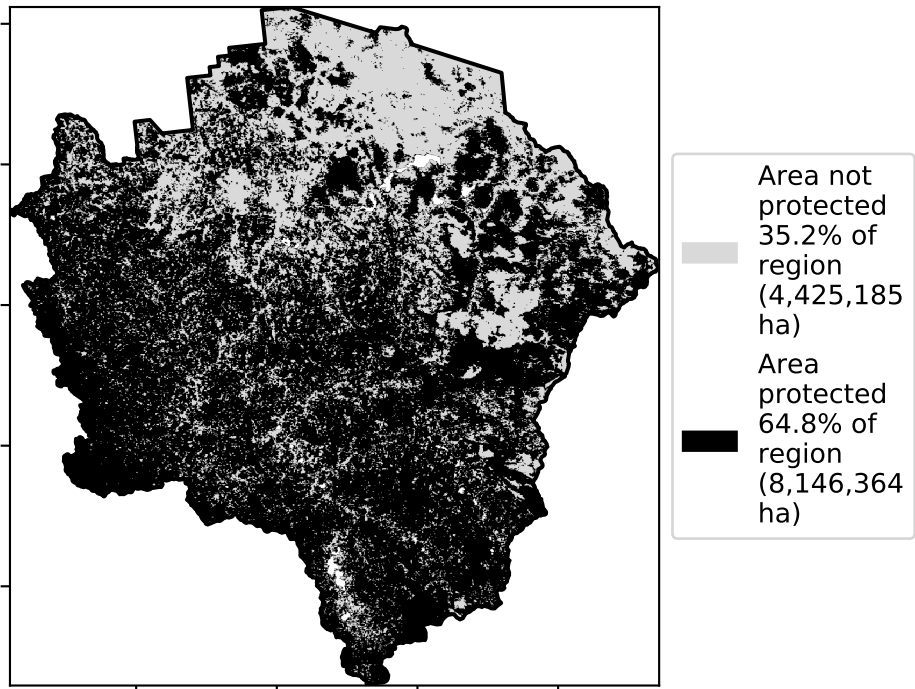 Area not
protected
35.2% of
region
(4,425,185
ha)
Area
protected
64.8% of
region
(8,146,364
ha)